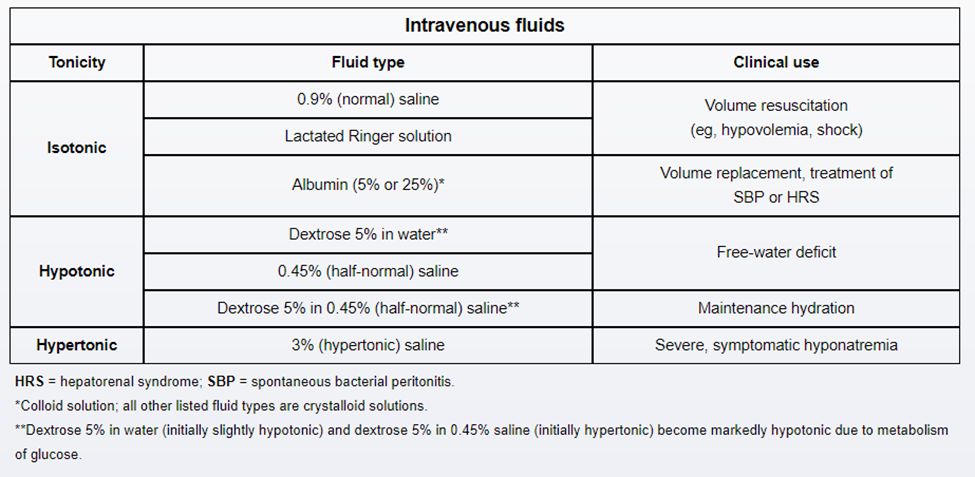 Intravenous fluids
Tonicity
Fluid type
Clinical use
Isotonic
0.9% (normal) saline
Lactated Ringer solution
Volume resuscitation
(eg, hypovolemia, shock)
Albumin (5% or 25%)*
Volume replacement, treatment of
SBP or HRS
Hypotonic
Dextrose 5% in water**
0.45% (half-normal) saline
Free-water deficit
Dextrose 5% in 0.45% (half-normal) saline**
Maintenance hydration
Hypertonic
3% (hypertonic) saline
Severe, symptomatic hyponatremia
HRS = hepatorenal syndrome; SBP = spontaneous bacterial peritonitis.
*Colloid solution; all other listed fluid types are crystalloid solutions.
**Dextrose 5% in water (initially slightly hypotonic) and dextrose 5% in 0.45% saline (initially hypertonic) become markedly hypotonic due to metabolism
of glucose.